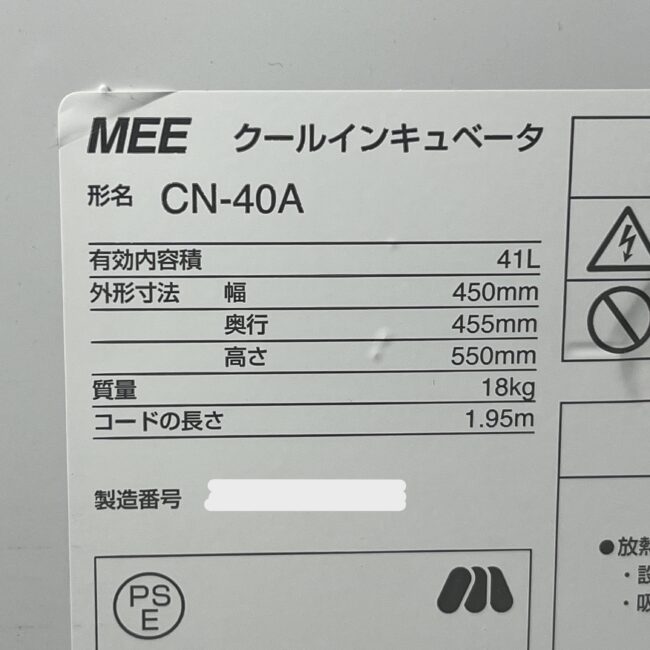 MEE クールインキュベータ
形名 CN-40A
有効内容積 41L
外形寸法 幅 450mm
奥行 455mm
高さ 550mm
質量 18kg
コードの長さ 1.95m
製造番号
PS
E
●放熱
・設
・吸